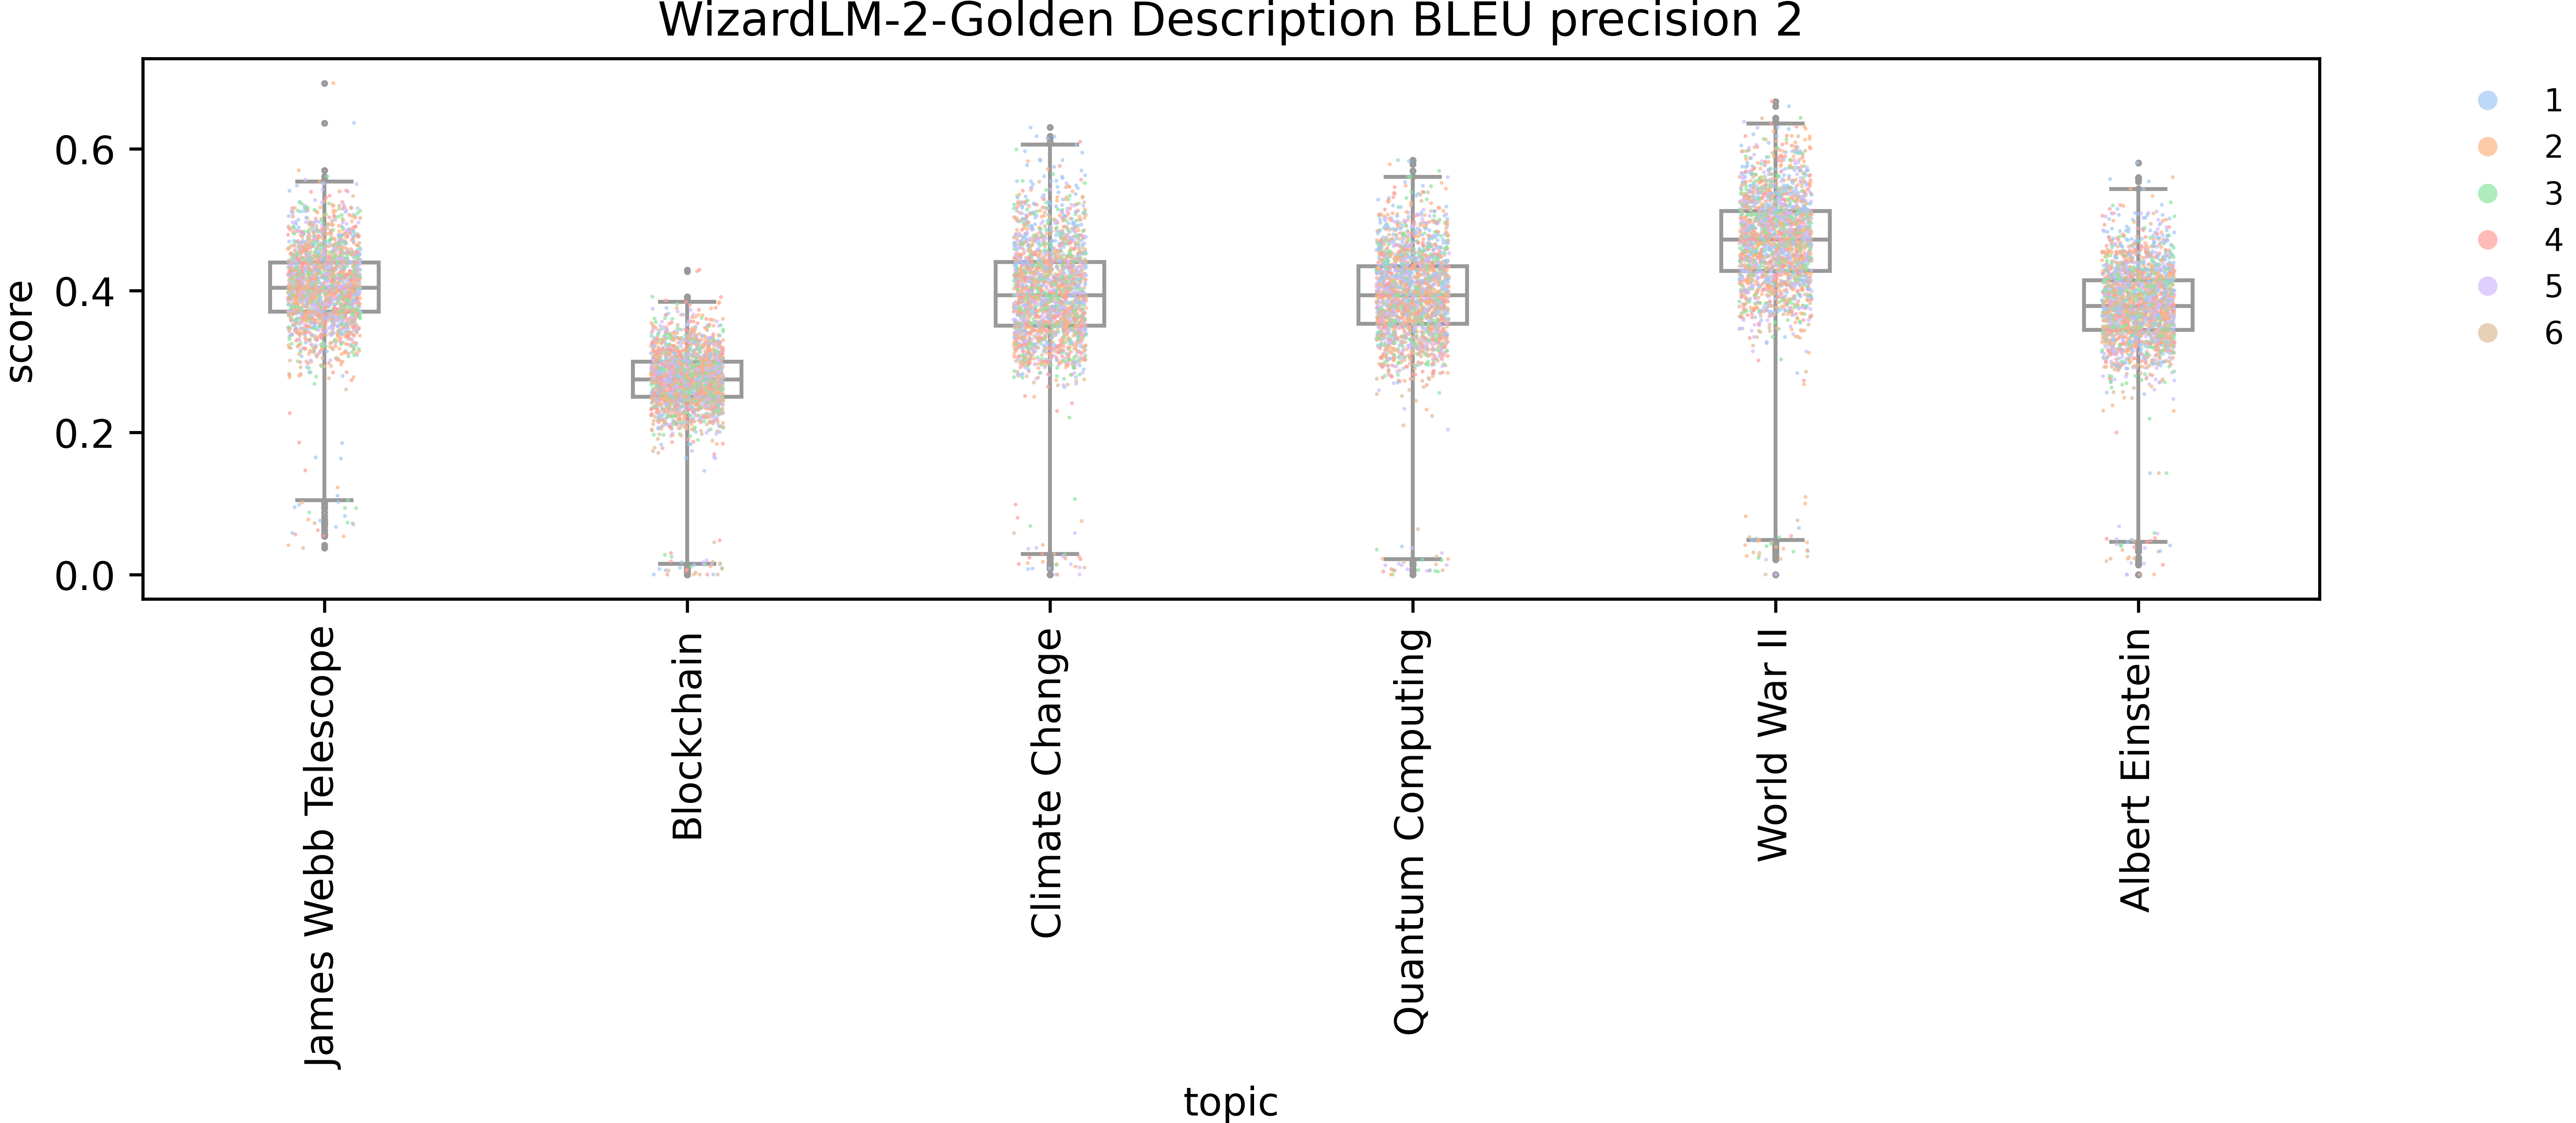 WizardLM-2-Golden Description BLEU precision 2
score
0.6
0.4
0.2
0.0
James Webb Telescope
Blockchain
Climate Change
Quantum Computing
World War II
Albert Einstein
topic
1
2
3
4
5
6